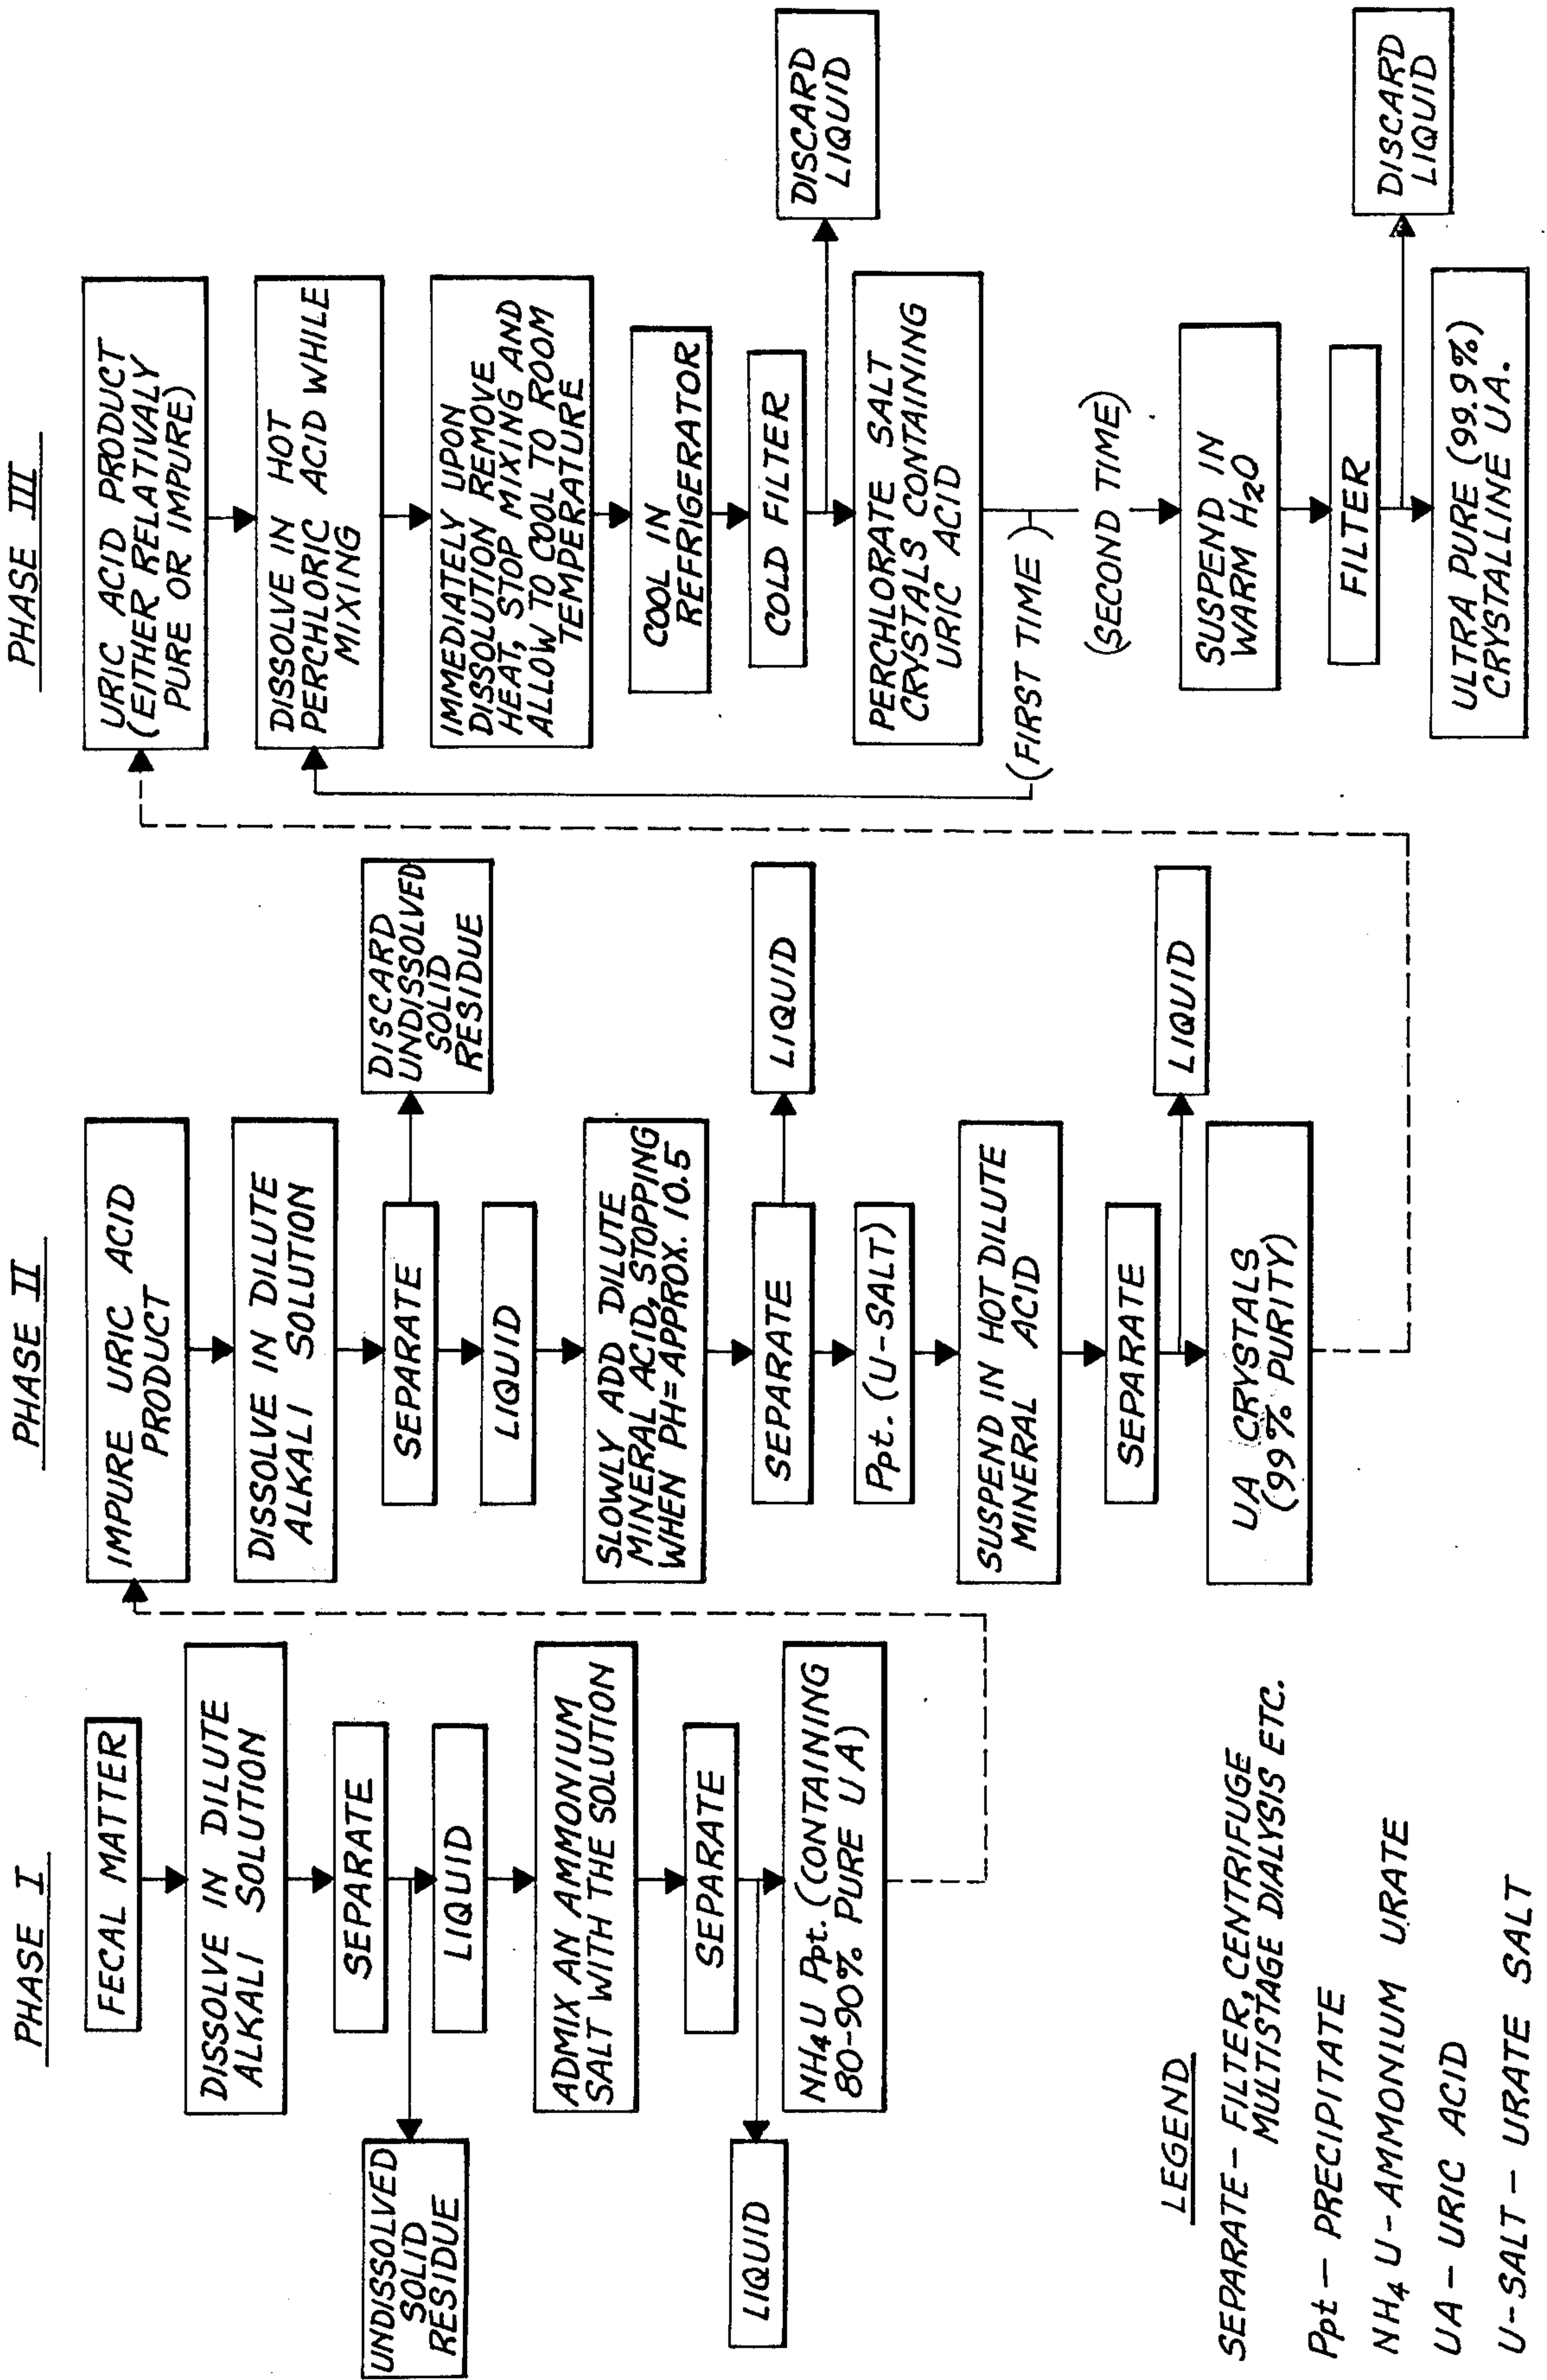 PHASE I
FECAL MATTER
DISSOLVE IN DILUTE
ALKALI SOLUTION
SEPARATE
UNDISSOLVED
SOLID
RESIDUE
LIQUID
ADMIX AN AMMONIUM
SALT WITH THE SOLUTION
SEPARATE
LIQUID
NH4U Ppt. (CONTAINING
80-90% PURE UA)
PHASE II
IMPURE URIC ACID
PRODUCT
DISSOLVE IN DILUTE
ALKALI SOLUTION
SEPARATE
DISCARD
UNDISSOLVED
SOLID
RESIDUE
LIQUID
SLOWLY ADD DILUTE
MINERAL ACID, STOPPING
WHEN PH=APPROX. 10.5
SEPARATE
LIQUID
Ppt. (U-SALT)
SUSPEND IN HOT DILUTE
MINERAL ACID
SEPARATE
LIQUID
UA CRYSTALS
(99% PURITY)
PHASE III
URIC ACID PRODUCT
(EITHER RELATIVALY
PURE OR IMPURE)
DISSOLVE IN HOT
PERCHLORIC ACID WHILE
MIXING
IMMEDIATELY UPON
DISSOLUTION REMOVE
HEAT, STOP MIXING AND
ALLOW TO COOL TO ROOM
TEMPERATURE
COOL IN
REFRIGERATOR
COLD FILTER
DISCARD
LIQUID
PERCHLORATE SALT
CRYSTALS CONTAINING
URIC ACID
(FIRST TIME)
(SECOND TIME)
SUSPEND IN
WARM H2O
FILTER
DISCARD
LIQUID
ULTRA PURE (99.9%)
CRYSTALLINE UA.
LEGEND
SEPARATE - FILTER, CENTRIFUGE
MULTISTAGE DIALYSIS ETC.
Ppt - PRECIPITATE
NH4 U - AMMONIUM URATE
UA - URIC ACID
U-SALT - URATE SALT